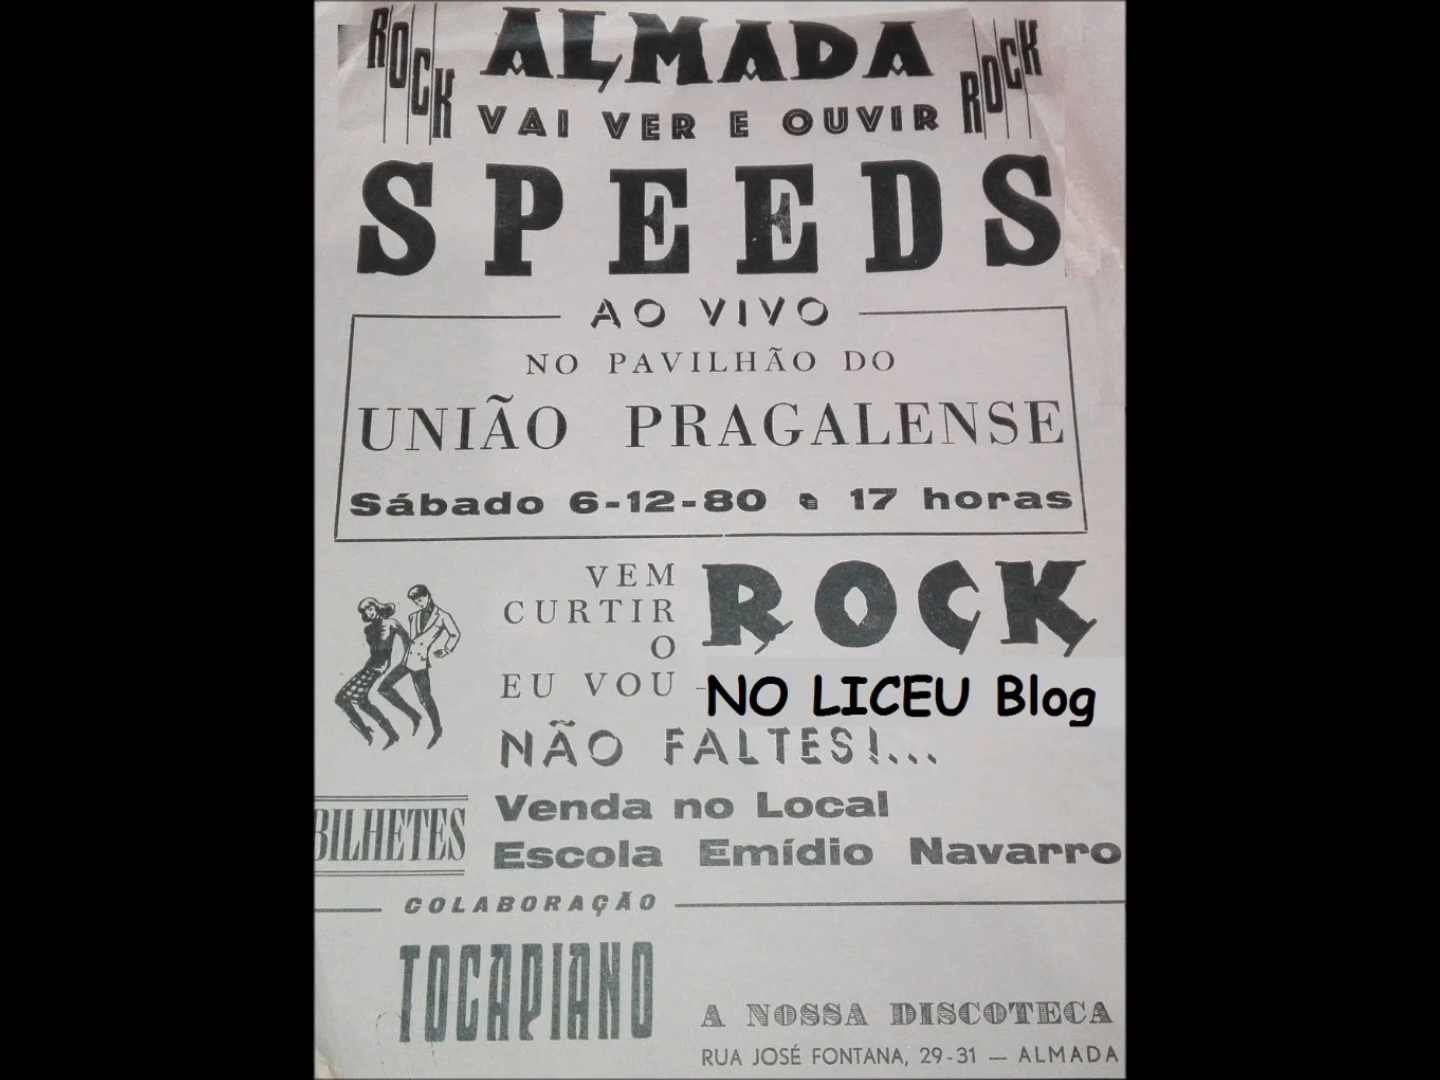 ROCK ALMADA ROCK
VAI VER E OUVIR
SPEEDS
AO VIVO
NO PAVILHÃO DO
UNIÃO PRAGALENSE
Sábado 6-12-80 17 horas
VEM
CURTIR
O ROCK
EU VOU -
NO LICEU Blog
NÃO FALTES!...
BILHETES
Venda no Local
Escola Emídio Navarro
COLABORAÇÃO
TOCAPIANO
A NOSSA DISCOTECA
RUA JOSÉ FONTANA, 29-31 — ALMADA